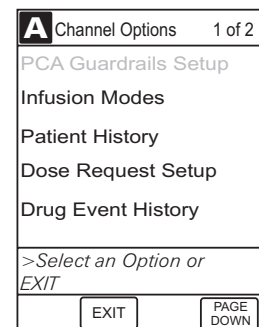 A Channel Options 1 of 2
PCA Guardrails Setup
Infusion Modes
Patient History
Dose Request Setup
Drug Event History
>Select an Option or
EXIT
EXIT
PAGE
DOWN